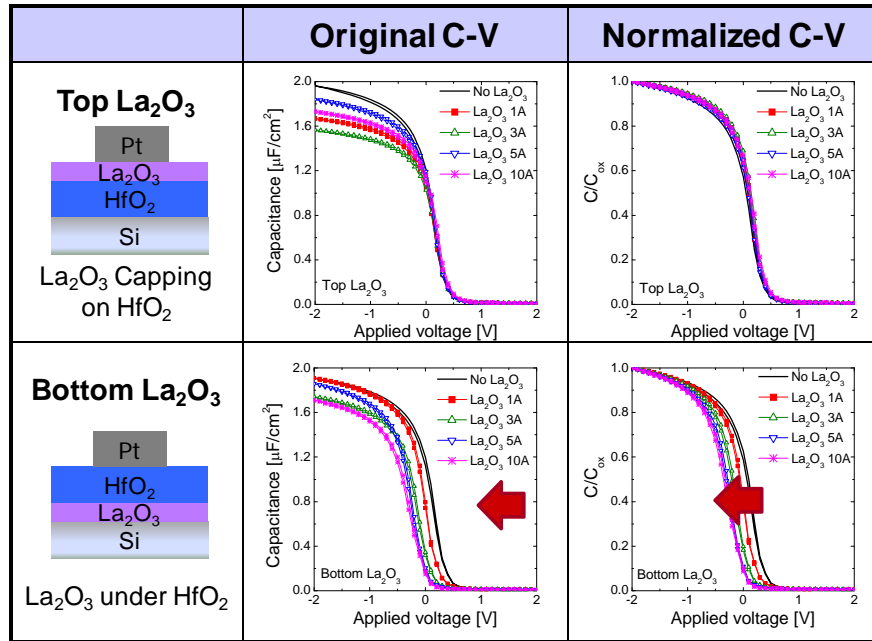 Original C-V
Normalized C-V
Top La₂O₃
Pt
La₂O₃
HfO₂
Si
La₂O₃ Capping
on HfO₂
Capacitance [µF/cm²]
2.0
1.6
1.2
0.8
0.4
0.0
No La₂O₃
La₂O₃ 1A
La₂O₃ 3A
La₂O₃ 5A
La₂O₃ 10A
Top La₂O₃
-2 -1 0 1 2
Applied voltage [V]
C/Cox
1.0
0.8
0.6
0.4
0.2
0.0
No La₂O₃
La₂O₃ 1A
La₂O₃ 3A
La₂O₃ 5A
La₂O₃ 10A
Top La₂O₃
-2 -1 0 1 2
Applied voltage [V]
Bottom La₂O₃
Pt
HfO₂
La₂O₃
Si
La₂O₃ under HfO₂
Capacitance [µF/cm²]
2.0
1.6
1.2
0.8
0.4
0.0
No La₂O₃
La₂O₃ 1A
La₂O₃ 3A
La₂O₃ 5A
La₂O₃ 10A
Bottom La₂O₃
-2 -1 0 1 2
Applied voltage [V]
C/Cox
1.0
0.8
0.6
0.4
0.2
0.0
No La₂O₃
La₂O₃ 1A
La₂O₃ 3A
La₂O₃ 5A
La₂O₃ 10A
Bottom La₂O₃
-2 -1 0 1 2
Applied voltage [V]